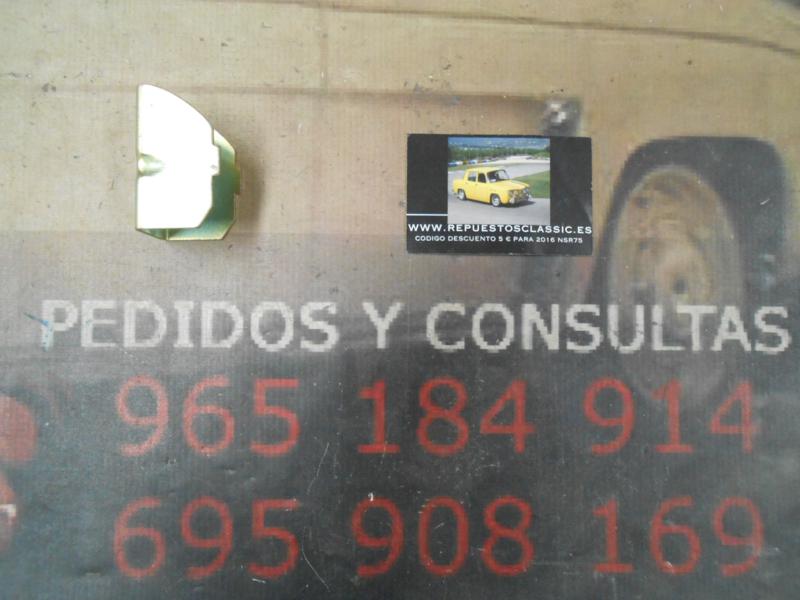 WWW.REPUESTOSCLASSIC.ES
CODIGO DESCUENTO 5 € PARA 2016 NSR75
PEDIDOS Y CONSULTAS
965 184 914
695 908 169